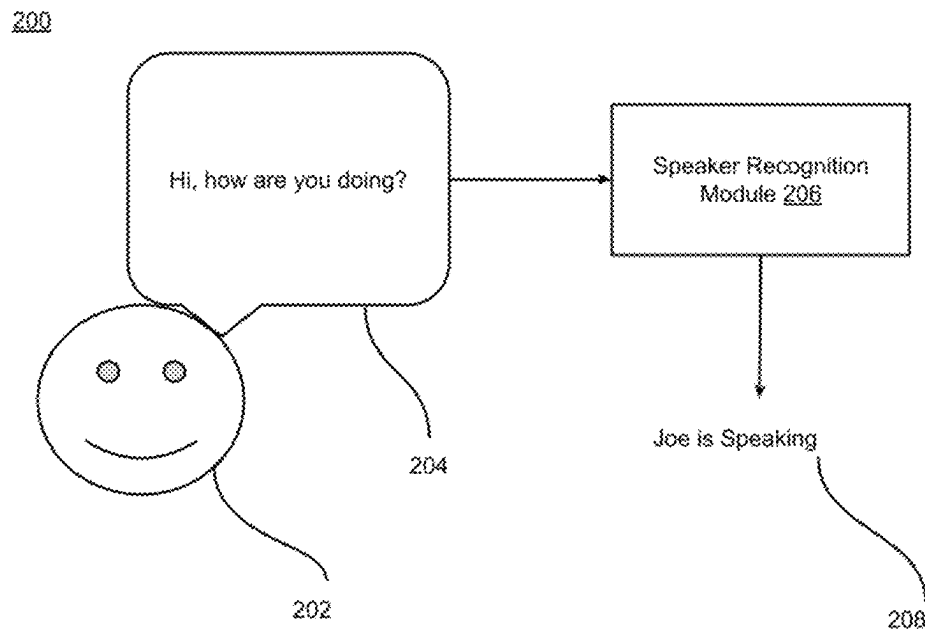 200
Hi, how are you doing?
Speaker Recognition
Module 206
204
Joe is Speaking
202
208